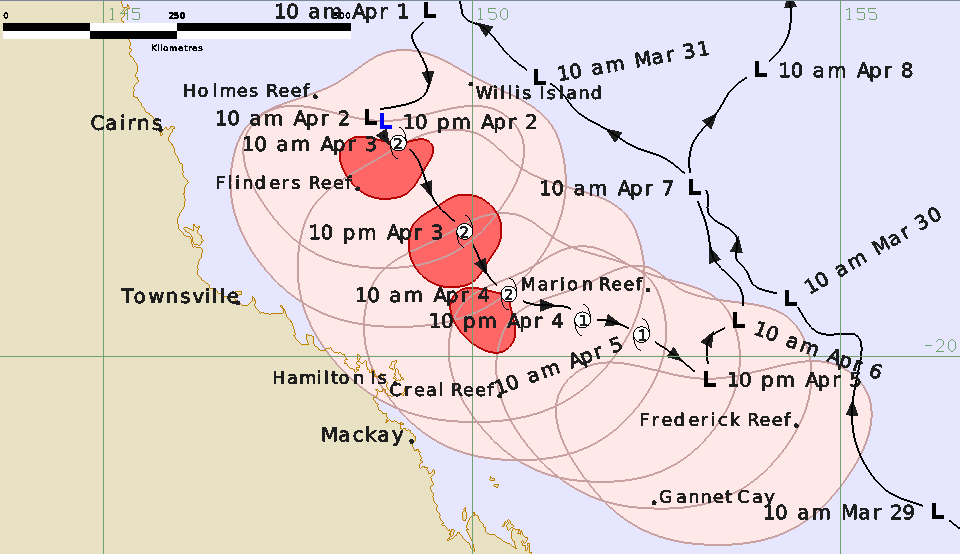 10 am Apr 1
L
145
150
155
0
250
500
Kilometres
10 am Mar 31
L
L
10 am Apr 8
Holmes Reef
Willis Island
Cairns
10 am Apr 2
L
L
10 pm Apr 2
10 am Apr 3
2
Flinders Reef
10 am Apr 7
L
10 pm Apr 3
2
10 am Mar 30
L
Townsville
10 am Apr 4
2
Marion Reef
10 pm Apr 4
1
1
L
10 am Apr 6
-20
10 am Apr 5
Hamilton Is
Creal Reef
L
10 pm Apr 5
Mackay
Frederick Reef
Gannet Cay
10 am Mar 29
L